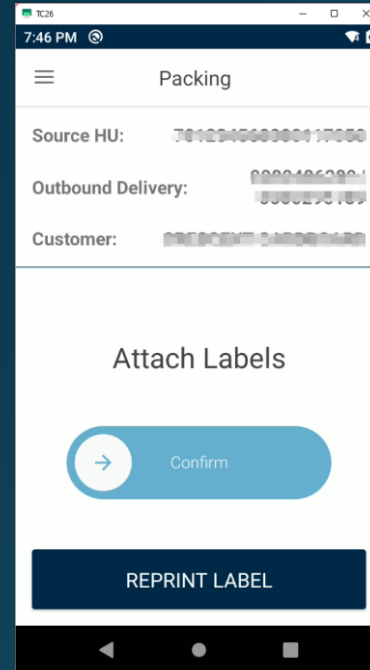 TC26
7:46 PM
Packing
Source HU:
Outbound Delivery:
Customer:
Attach Labels
Confirm
REPRINT LABEL